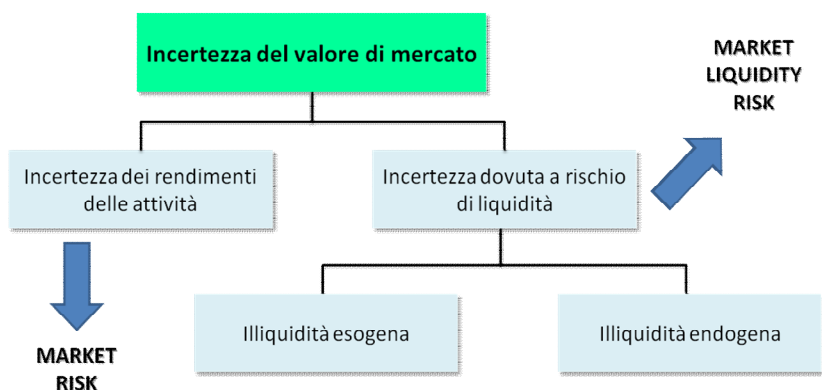 Incertezza del valore di mercato
MARKET
LIQUIDITY
RISK
Incertezza dei rendimenti
delle attività
Incertezza dovuta a rischio
di liquidità
Illiquidità esogena
Illiquidità endogena
MARKET
RISK